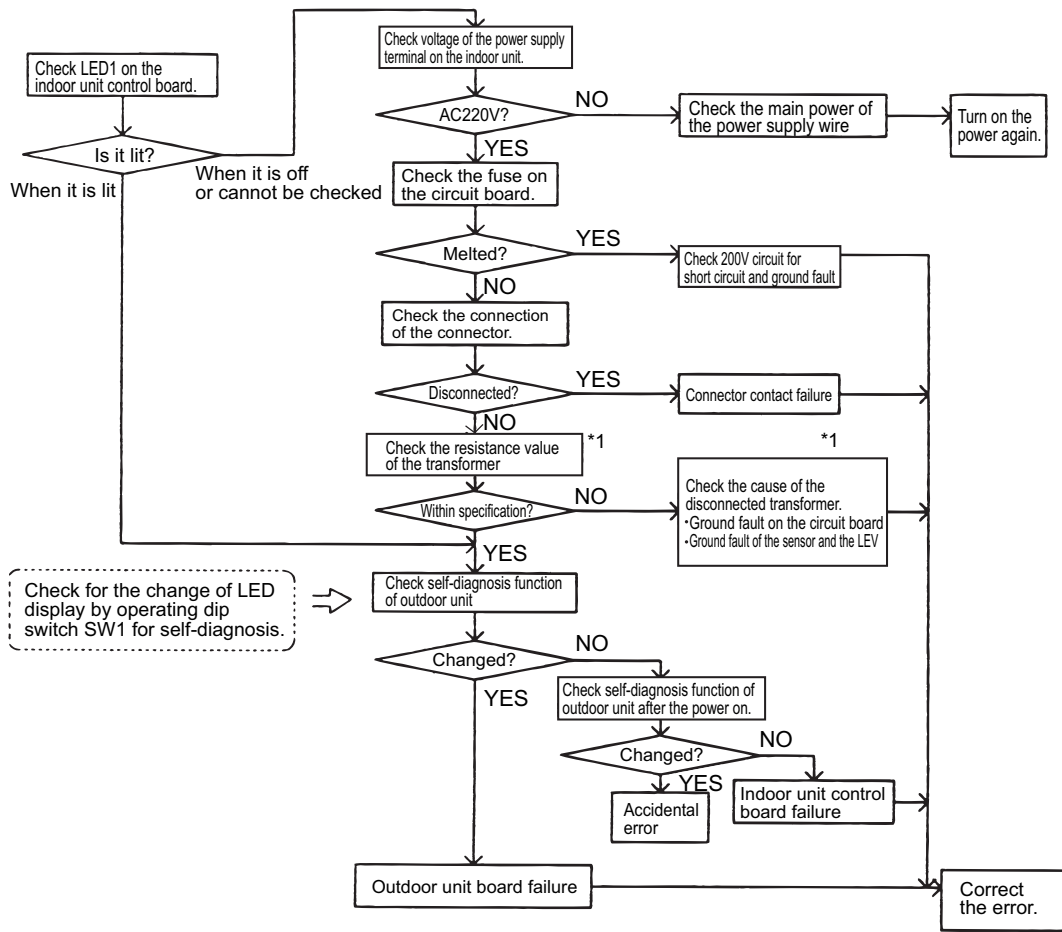 Check LED1 on the
indoor unit control board.
Is it lit?
When it is lit
When it is off
or cannot be checked
Check voltage of the power supply
terminal on the indoor unit.
AC220V?
NO
Check the main power of
the power supply wire
Turn on the
power again.
YES
Check the fuse on
the circuit board.
Melted?
YES
Check 200V circuit for
short circuit and ground fault
NO
Check the connection
of the connector.
Disconnected?
YES
Connector contact failure
NO
Check the resistance value
of the transformer
*1
Within specification?
NO
*1
Check the cause of the
disconnected transformer.
•Ground fault on the circuit board
•Ground fault of the sensor and the LEV
YES
Check for the change of LED
display by operating dip
switch SW1 for self-diagnosis.
Check self-diagnosis function
of outdoor unit
Changed?
NO
YES
Check self-diagnosis function of
outdoor unit after the power on.
Changed?
NO
YES
Accidental
error
Indoor unit control
board failure
Outdoor unit board failure
Correct
the error.